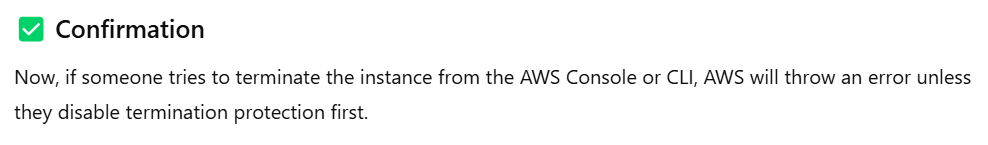 ✅ Confirmation
Now, if someone tries to terminate the instance from the AWS Console or CLI, AWS will throw an error unless
they disable termination protection first.